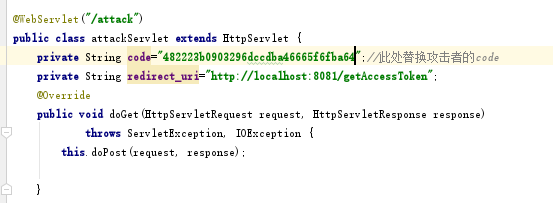 @WebServlet("/attack")
public class attackServlet extends HttpServlet {
private String code="482223b0903296dccdba46665f6fba64";//此处替换攻击者的code
private String redirect_uri="http://localhost:8081/getAccessToken";
@Override
public void doGet(HttpServletRequest request, HttpServletResponse response)
throws ServletException, IOException {
this.doPost(request, response);
}